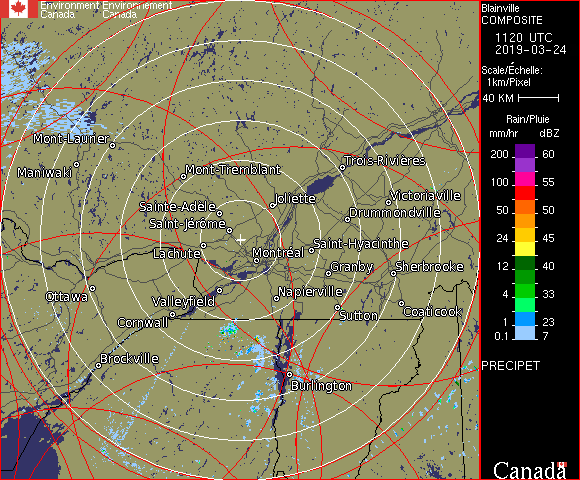 Environment Environnement
Canada Canada
Blainville
COMPOSITE
1120 UTC
2019-03-24
Scale/Échelle:
1km/Pixel
40 KM
Rain/Pluie
mm/hr dBZ
200 60
100 55
50 50
24 45
12 40
4 33
1 23
0.1 7
PRECIPET
Canada
Mont-Laurier
Maniwaki
Mont-Tremblant
Trois-Rivières
Joliette
Victoriaville
Sainte-Adèle
Drummondville
Saint-Jérôme
Saint-Hyacinthe
Lachute
Montréal
Granby
Sherbrooke
Ottawa
Valleyfield
Napierville
Cornwall
Sutton
Coaticook
Brockville
Burlington